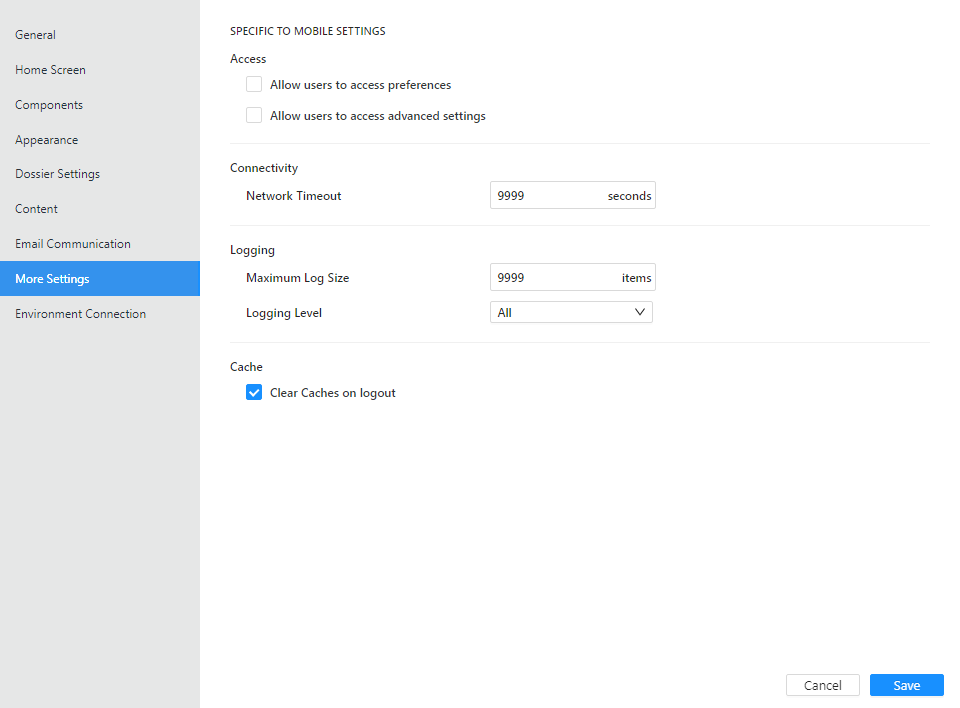 General
Home Screen
Components
Appearance
Dossier Settings
Content
Email Communication
More Settings
Environment Connection
SPECIFIC TO MOBILE SETTINGS
Access
Allow users to access preferences
Allow users to access advanced settings
Connectivity
Network Timeout 9999 seconds
Logging
Maximum Log Size 9999 items
Logging Level All
Cache
Clear Caches on logout
Cancel Save